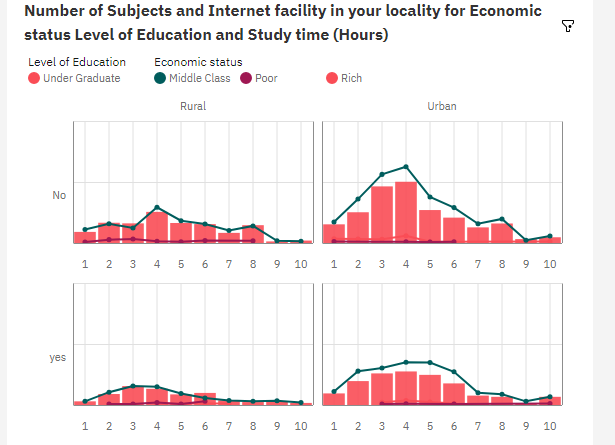 Number of Subjects and Internet facility in your locality for Economic
status Level of Education and Study time (Hours)
Level of Education Economic status
Under Graduate Middle Class Poor Rich
Rural Urban
No
1 2 3 4 5 6 7 8 9 10 1 2 3 4 5 6 7 8 9 10
yes
1 2 3 4 5 6 7 8 9 10 1 2 3 4 5 6 7 8 9 10